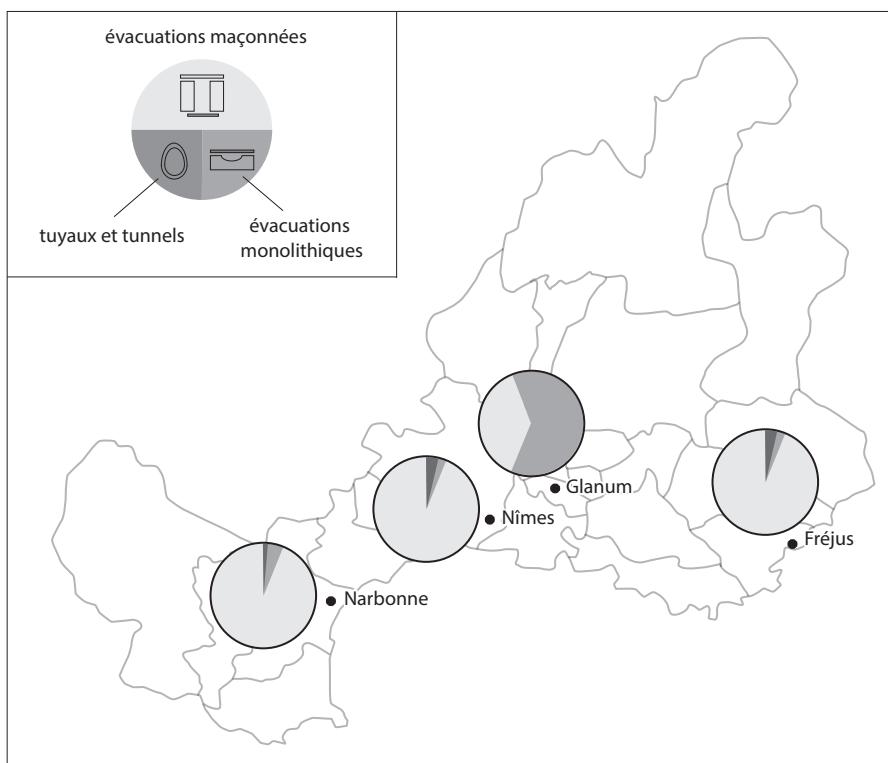 évacuations maçonnées
tuyaux et tunnels
évacuations
monolithiques
Glanum
Nîmes
Fréjus
Narbonne